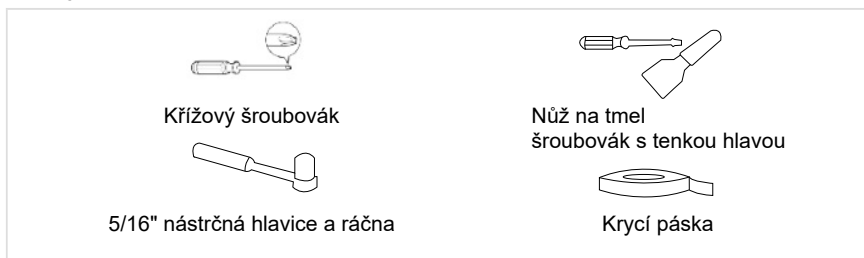 Křížový šroubovák
Nůž na tmel
šroubovák s tenkou hlavou
5/16" nástrčná hlavice a ráčna
Krycí páska